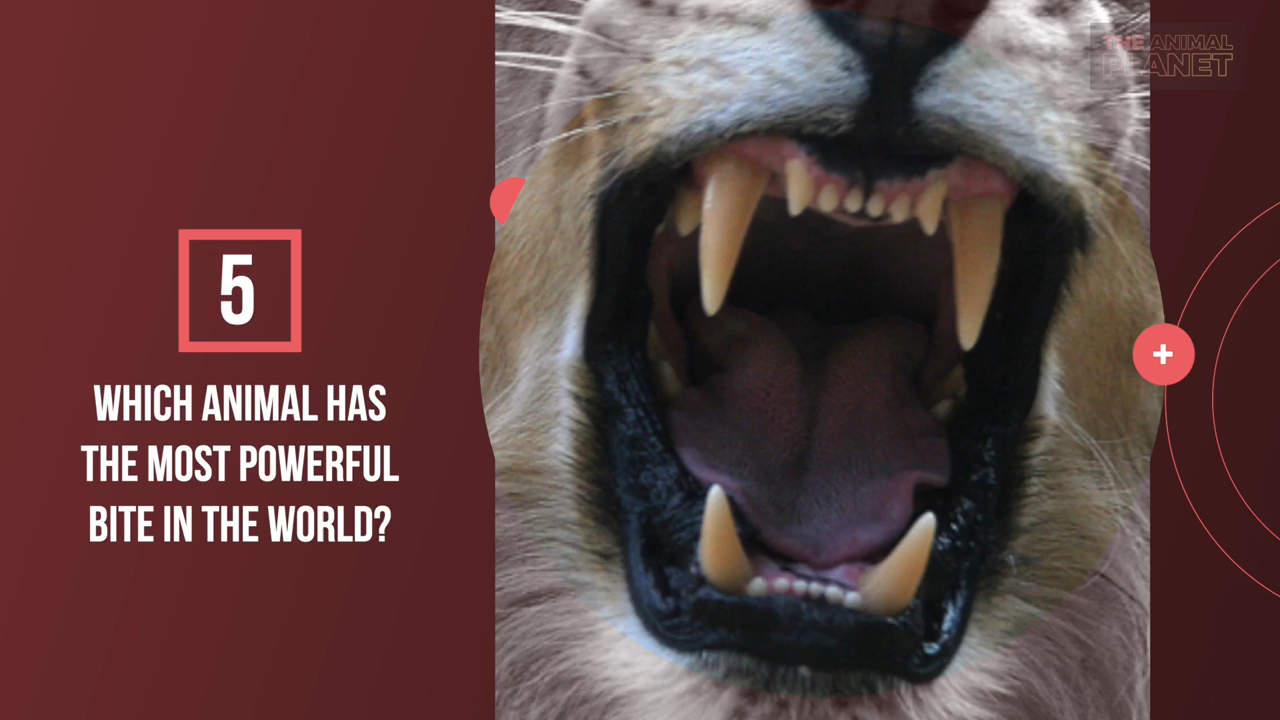 THE ANIMAL
PLANET
5
WHICH ANIMAL HAS
THE MOST POWERFUL
BITE IN THE WORLD?